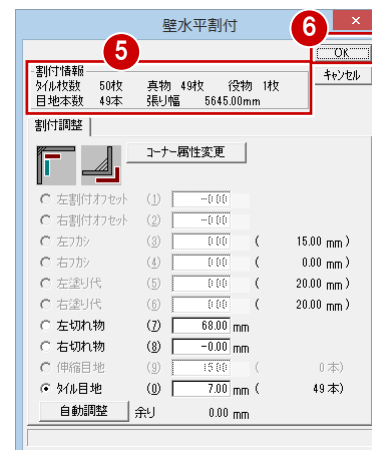 壁水平割付
6
×
5
OK
キャンセル
割付情報
タイル枚数 50枚 真物 49枚 役物 1枚
目地本数 49本 張り幅 5645.00mm
割付調整
コーナー属性変更
左割付オフセット (1) -0.00
右割付オフセット (2) -0.00
左フカシ (3) 0.00 ( 15.00 mm )
右フカシ (4) 0.00 ( 0.00 mm )
左塗り代 (5) 0.00 ( 20.00 mm )
右塗り代 (6) 0.00 ( 20.00 mm )
左切れ物 (7) 68.00 mm
右切れ物 (8) -0.00 mm
伸縮目地 (9) 15.00 ( 0 本)
タイル目地 (0) 7.00 mm ( 49 本)
自動調整 余り 0.00 mm